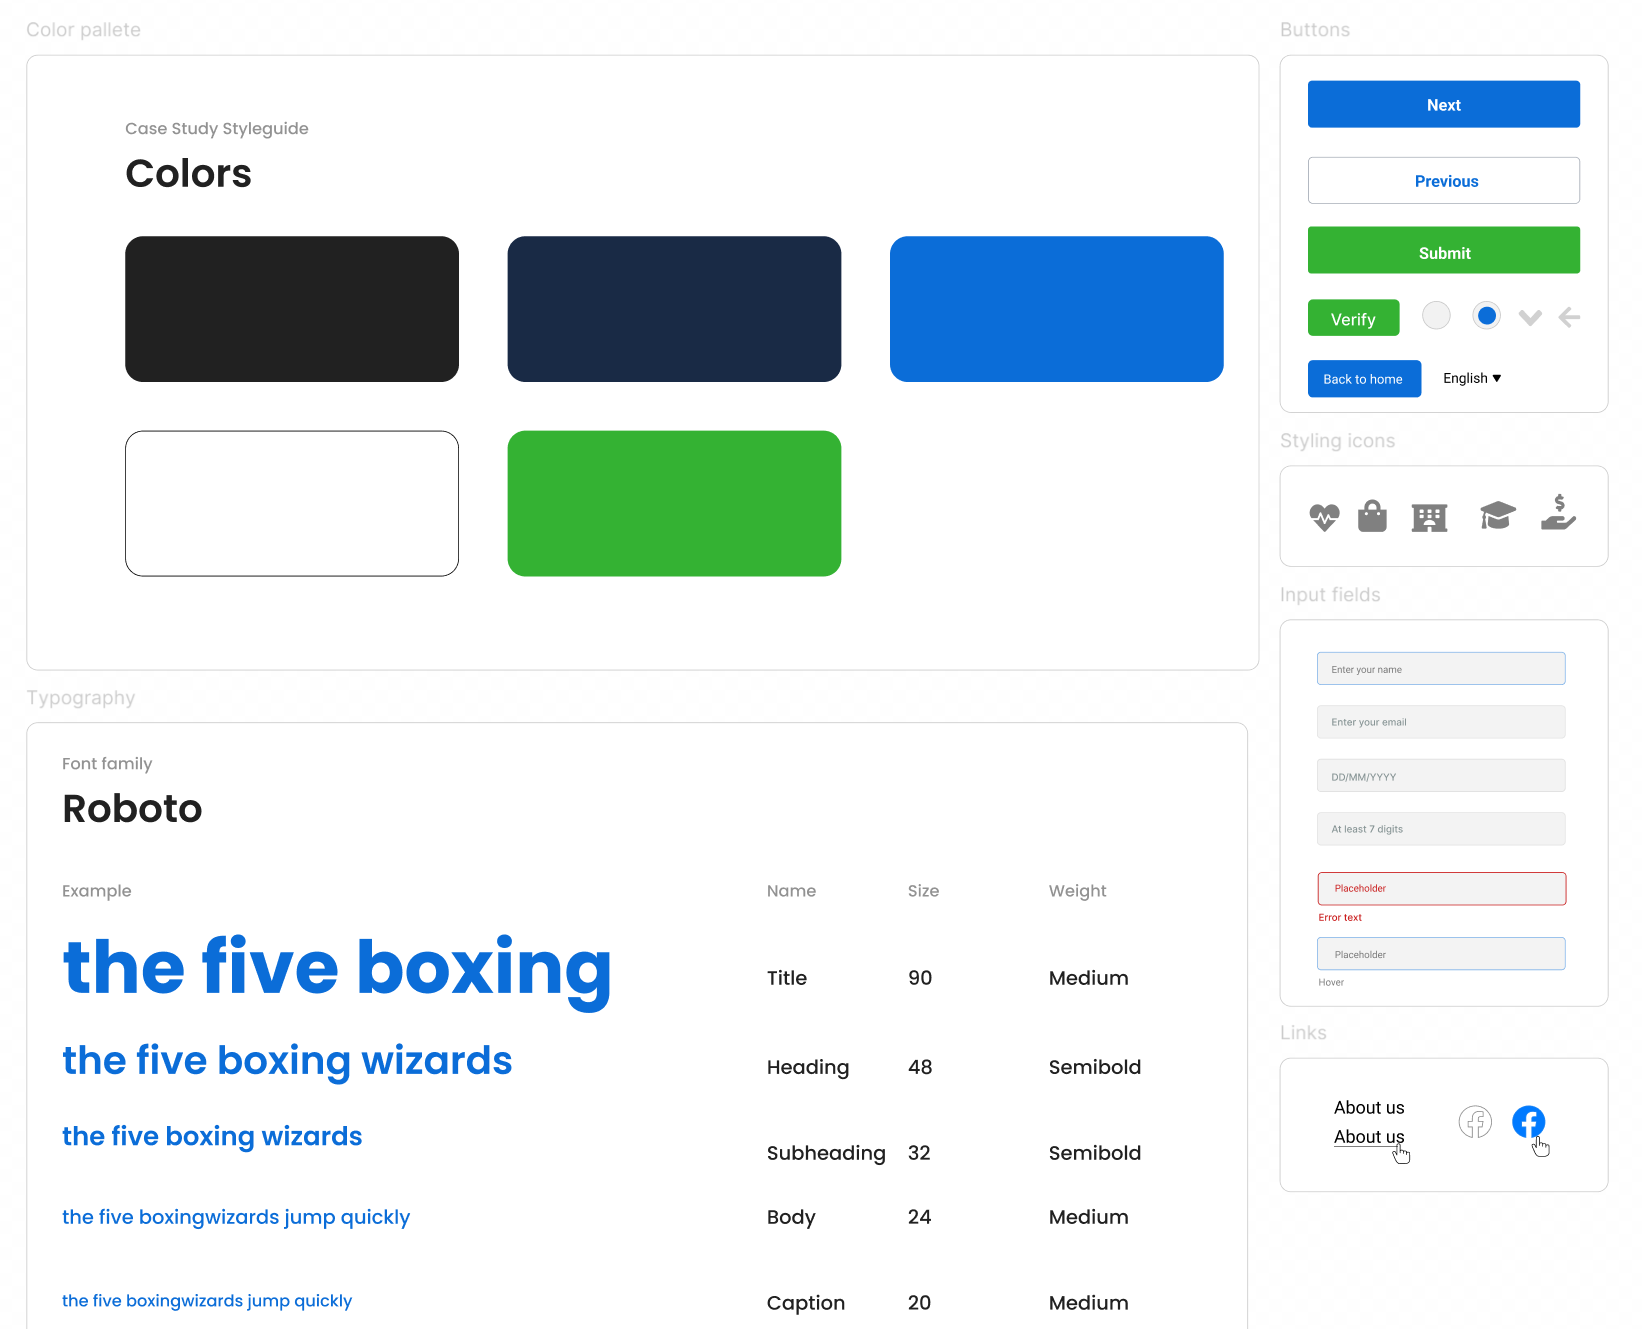 Color pallete
Case Study Styleguide
Colors
Typography
Font family
Roboto
Example Name Size Weight
the five boxing Title 90 Medium
the five boxing wizards Heading 48 Semibold
the five boxing wizards Subheading 32 Semibold
the five boxingwizards jump quickly Body 24 Medium
the five boxingwizards jump quickly Caption 20 Medium
Buttons
Next
Previous
Submit
Verify
Back to home English ▼
Styling icons
Input fields
Enter your name
Enter your email
DD/MM/YYYY
At least 7 digits
Placeholder
Error text
Placeholder
Hover
Links
About us
About us